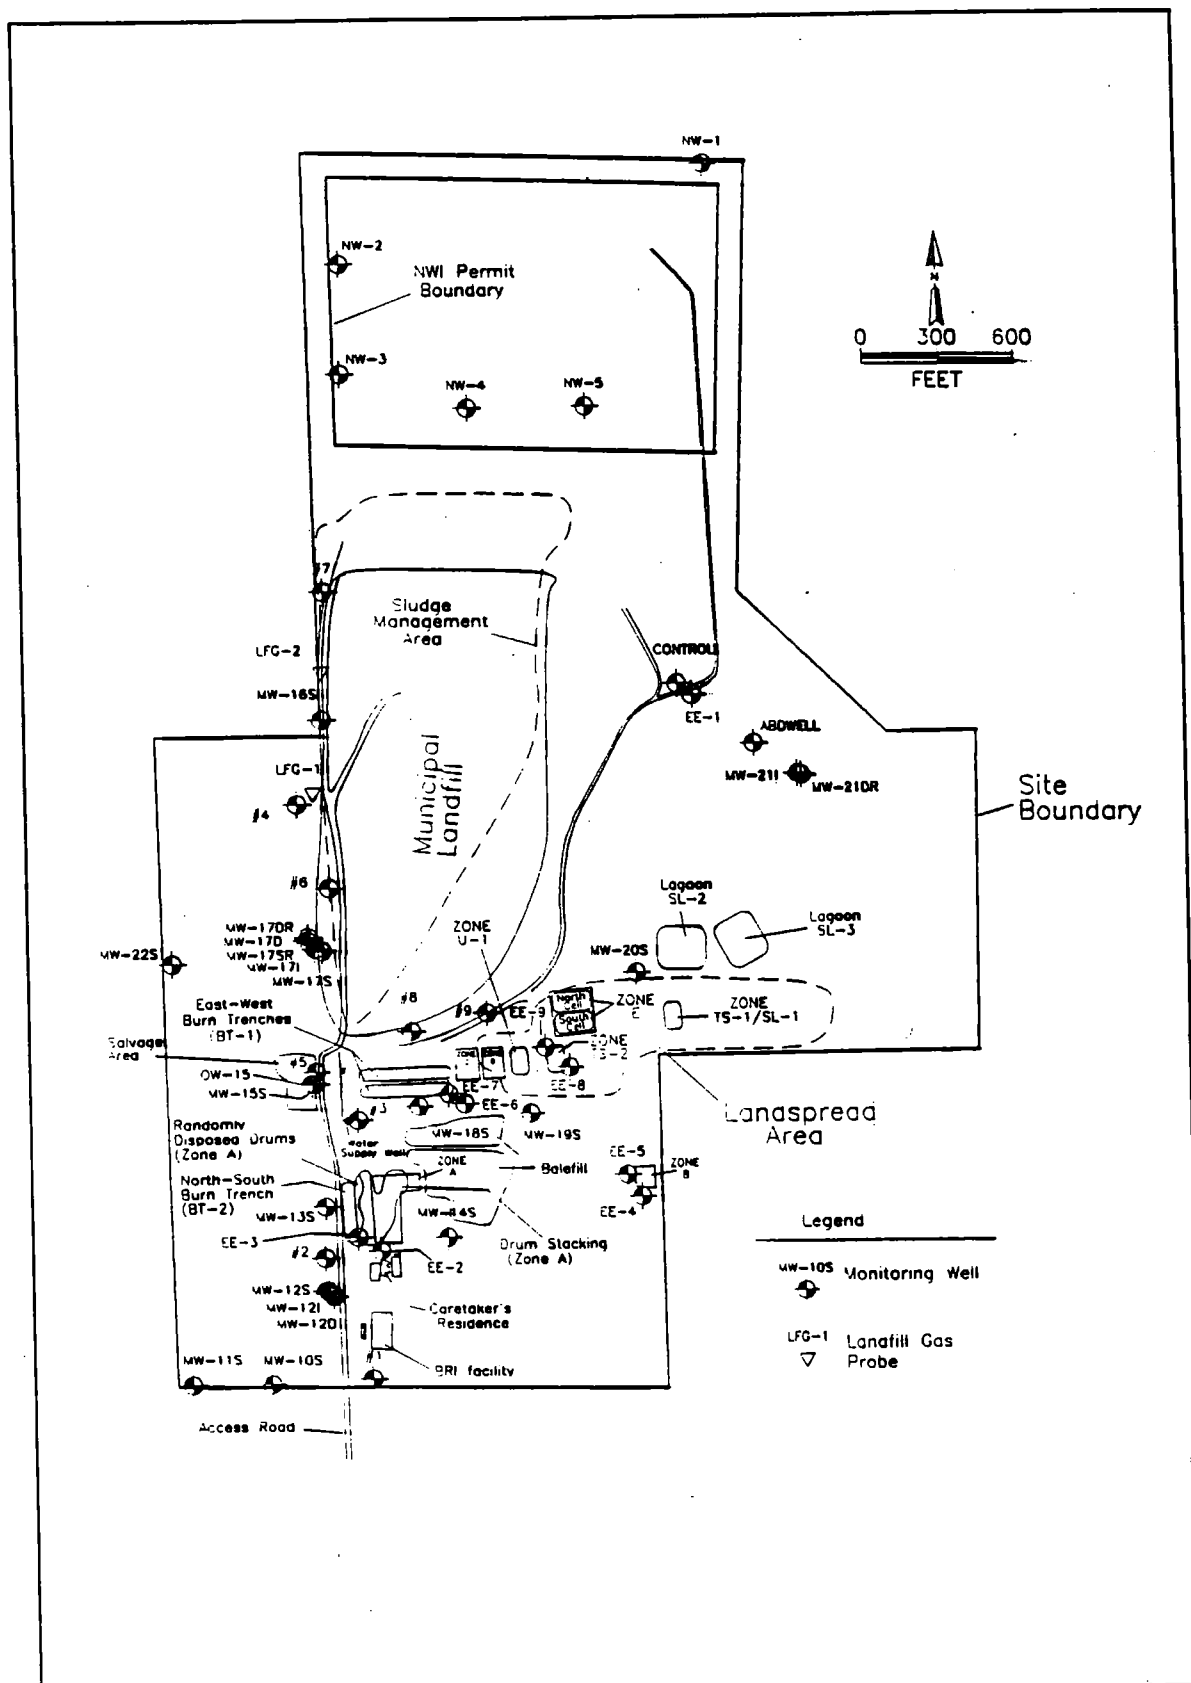 NW-1
NW-2
NWI Permit
Boundary
0 300 600
FEET
N
NW-3
NW-4
NW-5
#7
Sludge
Management
Area
LFG-2
CONTROL
MW-16S
EE-1
ABDWELL
MW-21I
MW-21DR
LFG-1
#4
Municipal
Landfill
Site
Boundary
#6
Lagoon
SL-2
Lagoon
SL-3
MW-17DR
MW-17D
MW-17SR
MW-17I
MW-17S
MW-22S
ZONE
U-1
MW-20S
East-West
Burn Trenches
(BT-1)
#8
#9
EE-9
North
Cell
South
Cell
ZONE
E
ZONE
TS-1/SL-1
Salvage
Area
#5
ZONE
TS-2
OW-15
MW-15S
EE-7
EE-8
EE-6
#3
Landspread
Area
Randomly
Disposed Drums
(Zone A)
Water
Supply Well
MW-18S
MW-19S
ZONE
A
Balefill
EE-5
ZONE
B
North-South
Burn Trench
(BT-2)
MW-13S
MW-14S
EE-4
EE-3
Drum Stacking
(Zone A)
#2
EE-2
Legend
MW-10S Monitoring Well
MW-12S
MW-12I
MW-12D
Caretaker's
Residence
LFG-1 Landfill Gas
Probe
MW-11S
MW-10S
#1
BRI facility
Access Road